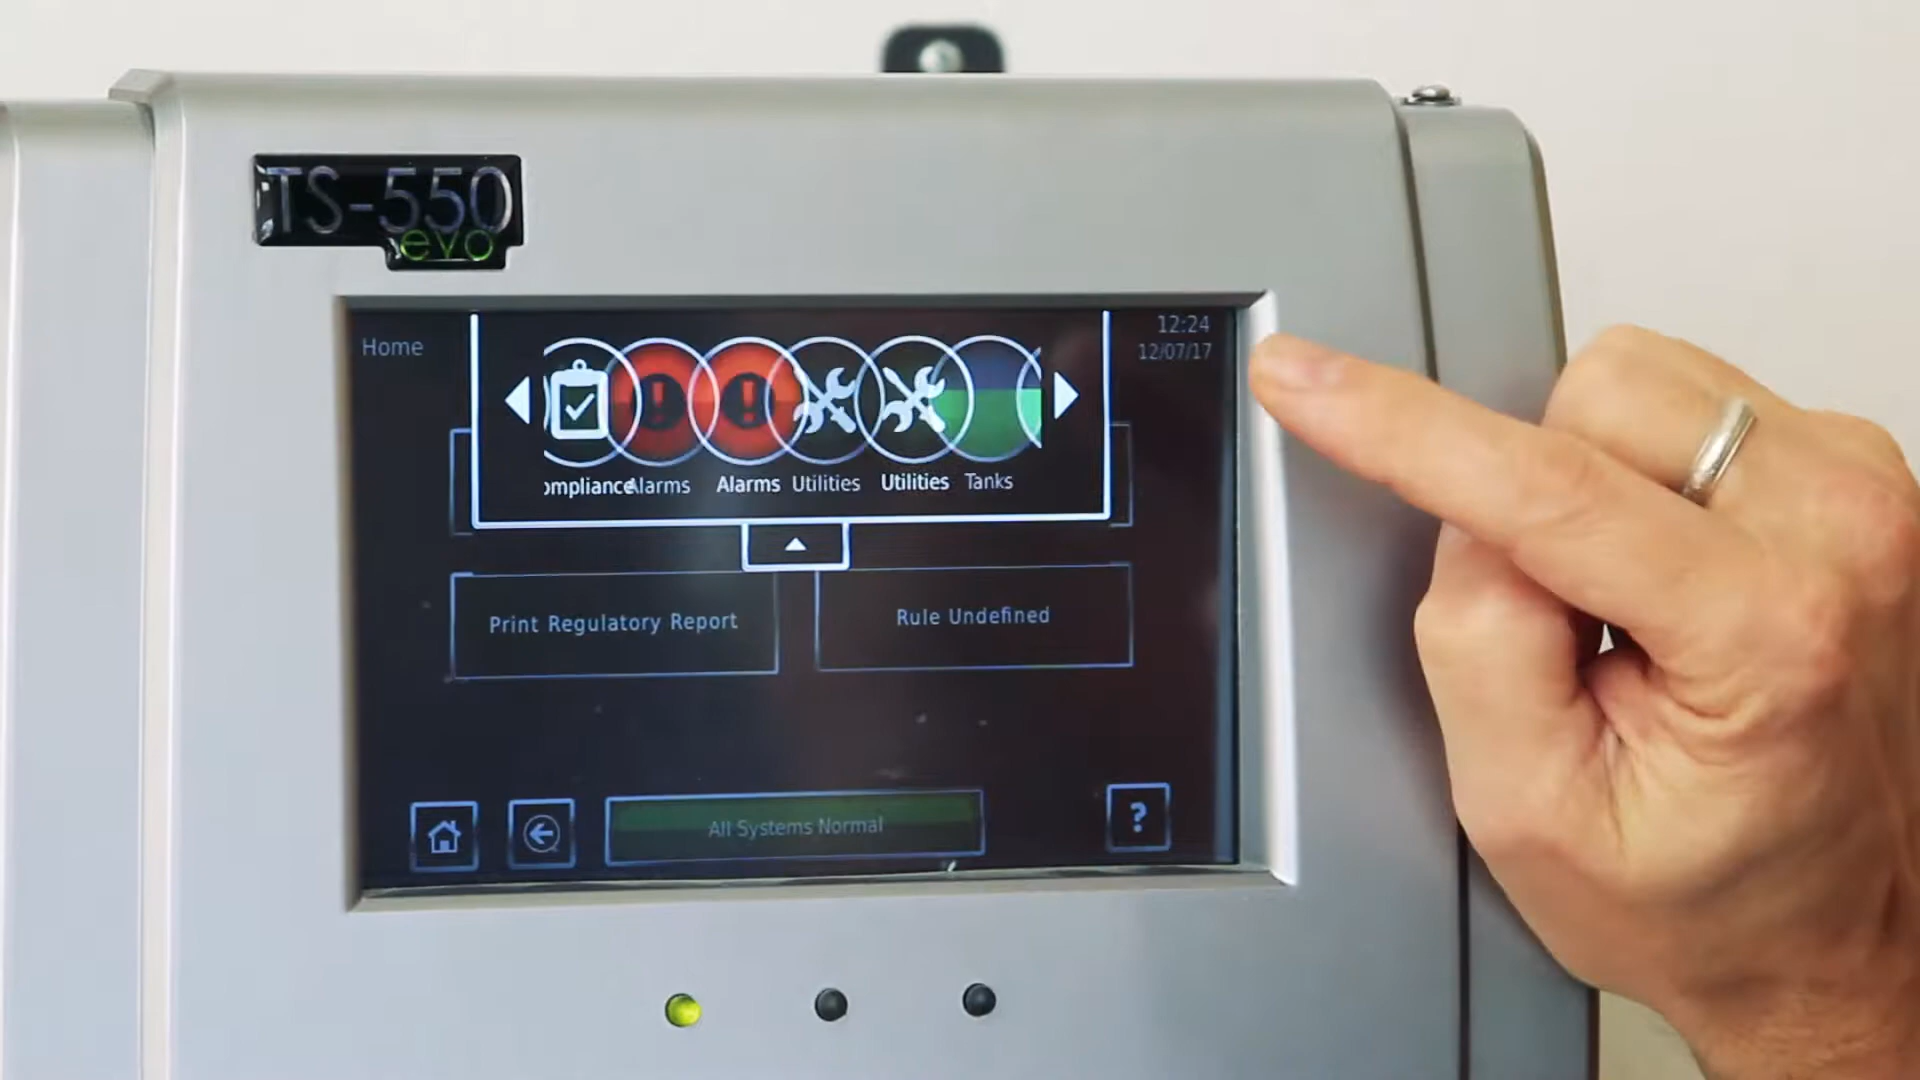 TS-550
evo
Home
12:24
12/07/17
ompliance Alarms Alarms Utilities Utilities Tanks
Print Regulatory Report
Rule Undefined
All Systems Normal
?